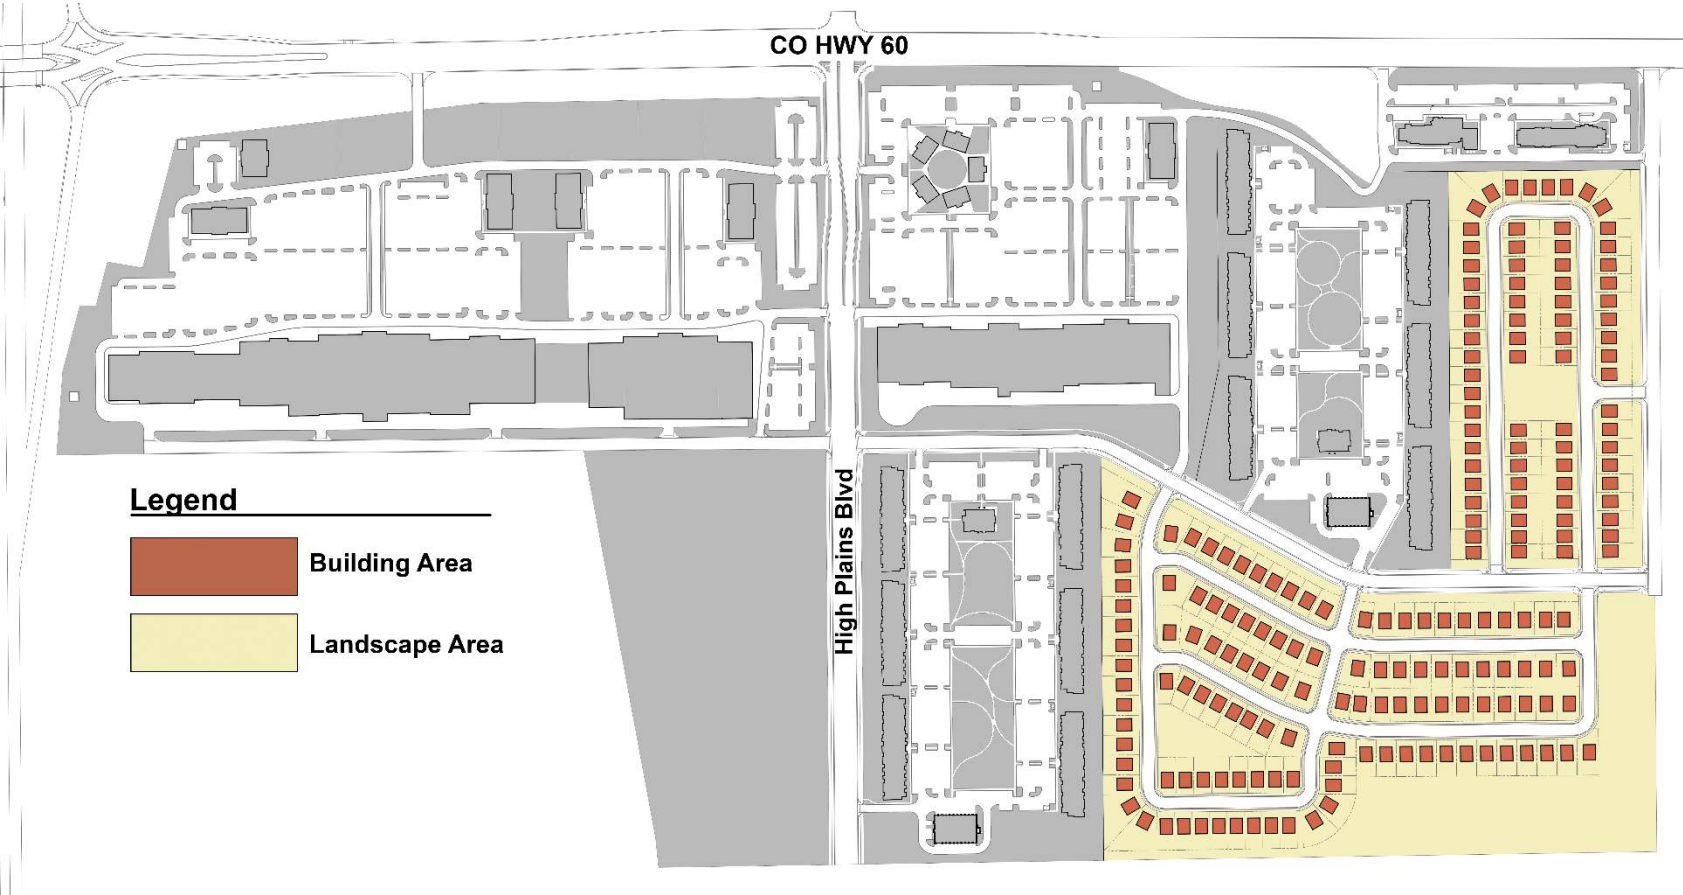 CO HWY 60
High Plains Blvd
Legend
Building Area
Landscape Area